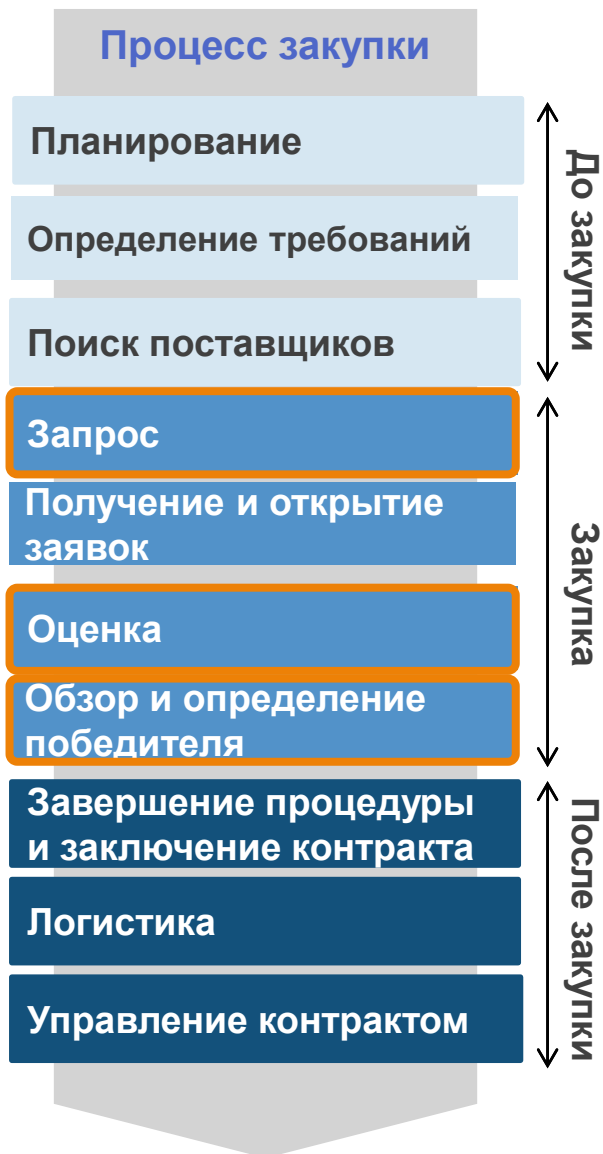 Процесс закупки
Планирование
Определение требований
Поиск поставщиков
До закупки
Запрос
Получение и открытие
заявок
Оценка
Обзор и определение
победителя
Закупка
Завершение процедуры
и заключение контракта
Логистика
Управление контрактом
После закупки